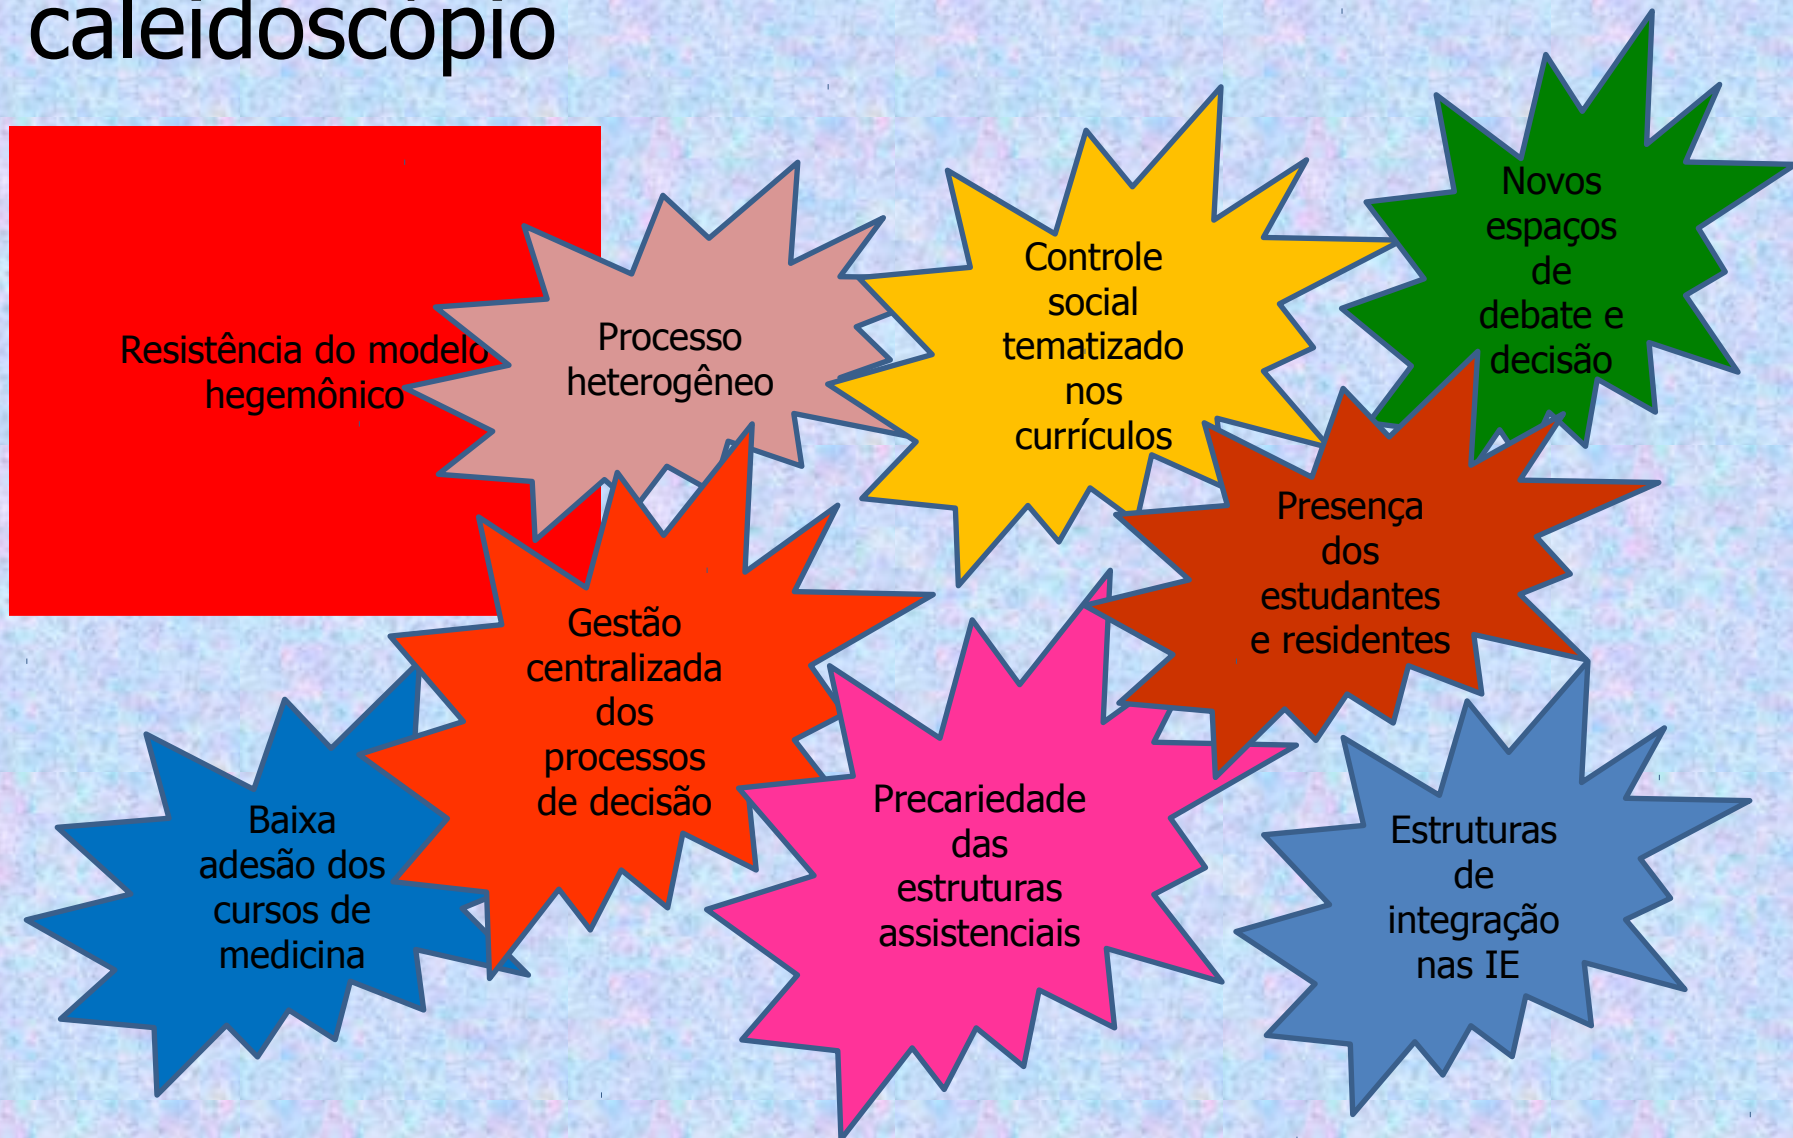 caleidoscópio
Resistência do modelo
hegemônico
Processo
heterogêneo
Controle
social
tematizado
nos
currículos
Novos
espaços
de
debate e
decisão
Presença
dos
estudantes
e residentes
Gestão
centralizada
dos
processos
de decisão
Baixa
adesão dos
cursos de
medicina
Precariedade
das
estruturas
assistenciais
Estruturas
de
integração
nas IE